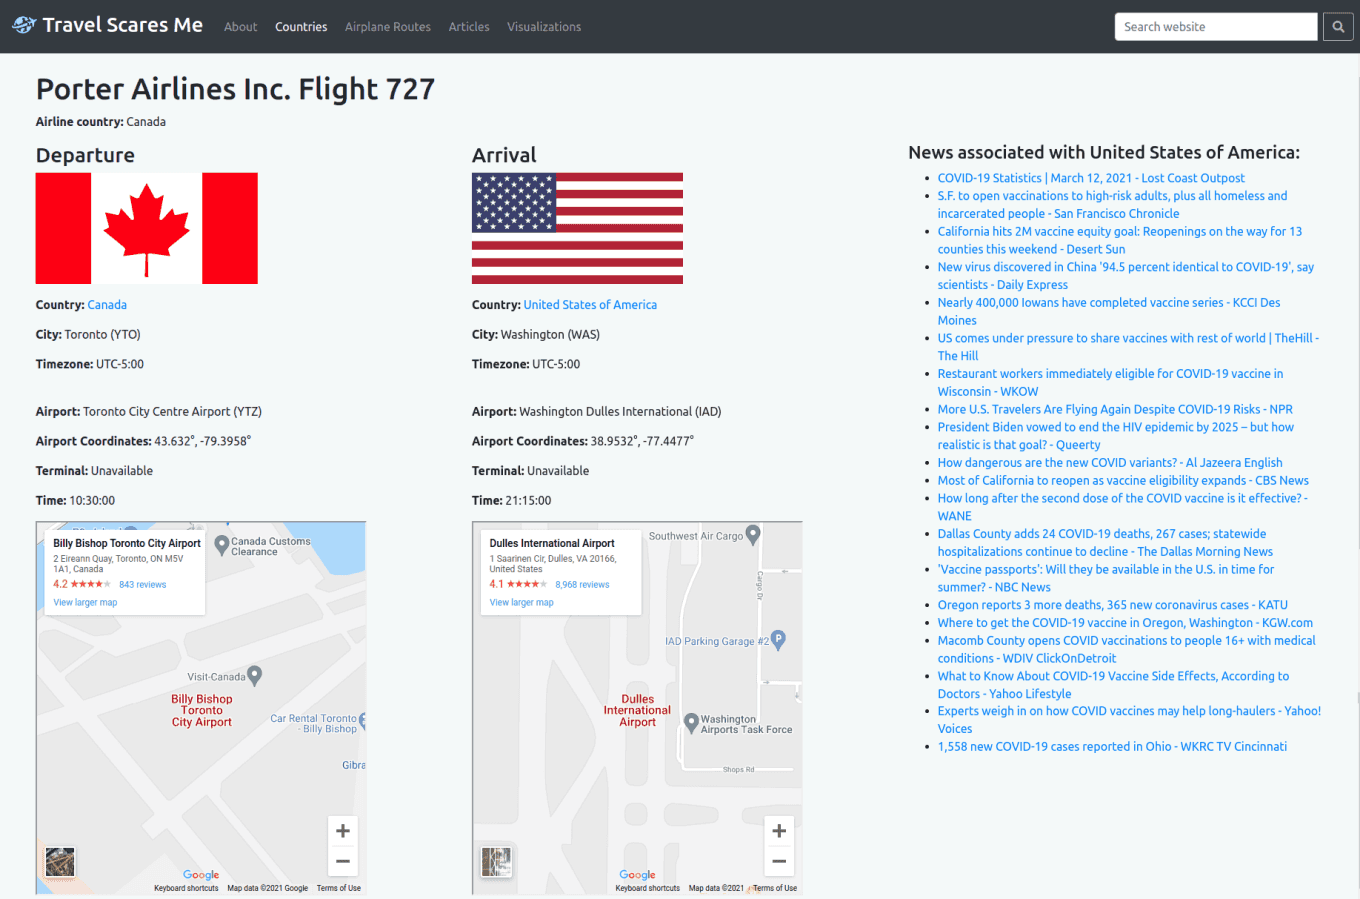 Travel Scares Me
About
Countries
Airplane Routes
Articles
Visualizations
Search website
Porter Airlines Inc. Flight 727
Airline country: Canada
Departure
Country: Canada
City: Toronto (YTO)
Timezone: UTC-5:00
Airport: Toronto City Centre Airport (YTZ)
Airport Coordinates: 43.632°, -79.3958°
Terminal: Unavailable
Time: 10:30:00
Billy Bishop Toronto City Airport
2 Eireann Quay, Toronto, ON M5V
1A1, Canada
4.2 ★★★★★ 843 reviews
View larger map
Canada Customs
Clearance
Visit-Canada
Billy Bishop
Toronto
City Airport
Car Rental Toronto
- Billy Bishop
Gibra
+
−
Google
Keyboard shortcuts
Map data ©2021 Google
Terms of Use
Arrival
Country: United States of America
City: Washington (WAS)
Timezone: UTC-5:00
Airport: Washington Dulles International (IAD)
Airport Coordinates: 38.9532°, -77.4477°
Terminal: Unavailable
Time: 21:15:00
Dulles International Airport
1 Saarinen Cir, Dulles, VA 20166,
United States
4.1 ★★★★★ 8,968 reviews
View larger map
Southwest Air Cargo
Cargo Dr
IAD Parking Garage #2
P
Dulles
International
Airport
Washington
Airports Task Force
Shops Rd
+
−
Google
Keyboard shortcuts
Map data ©2021
Terms of Use
News associated with United States of America:
• COVID-19 Statistics | March 12, 2021 - Lost Coast Outpost
• S.F. to open vaccinations to high-risk adults, plus all homeless and
incarcerated people - San Francisco Chronicle
• California hits 2M vaccine equity goal: Reopenings on the way for 13
counties this weekend - Desert Sun
• New virus discovered in China '94.5 percent identical to COVID-19', say
scientists - Daily Express
• Nearly 400,000 Iowans have completed vaccine series - KCCI Des
Moines
• US comes under pressure to share vaccines with rest of world | TheHill -
The Hill
• Restaurant workers immediately eligible for COVID-19 vaccine in
Wisconsin - WKOW
• More U.S. Travelers Are Flying Again Despite COVID-19 Risks - NPR
• President Biden vowed to end the HIV epidemic by 2025 – but how
realistic is that goal? - Queerty
• How dangerous are the new COVID variants? - Al Jazeera English
• Most of California to reopen as vaccine eligibility expands - CBS News
• How long after the second dose of the COVID vaccine is it effective? -
WANE
• Dallas County adds 24 COVID-19 deaths, 267 cases; statewide
hospitalizations continue to decline - The Dallas Morning News
• 'Vaccine passports': Will they be available in the U.S. in time for
summer? - NBC News
• Oregon reports 3 more deaths, 365 new coronavirus cases - KATU
• Where to get the COVID-19 vaccine in Oregon, Washington - KGW.com
• Macomb County opens COVID vaccinations to people 16+ with medical
conditions - WDIV ClickOnDetroit
• What to Know About COVID-19 Vaccine Side Effects, According to
Doctors - Yahoo Lifestyle
• Experts weigh in on how COVID vaccines may help long-haulers - Yahoo!
Voices
• 1,558 new COVID-19 cases reported in Ohio - WKRC TV Cincinnati